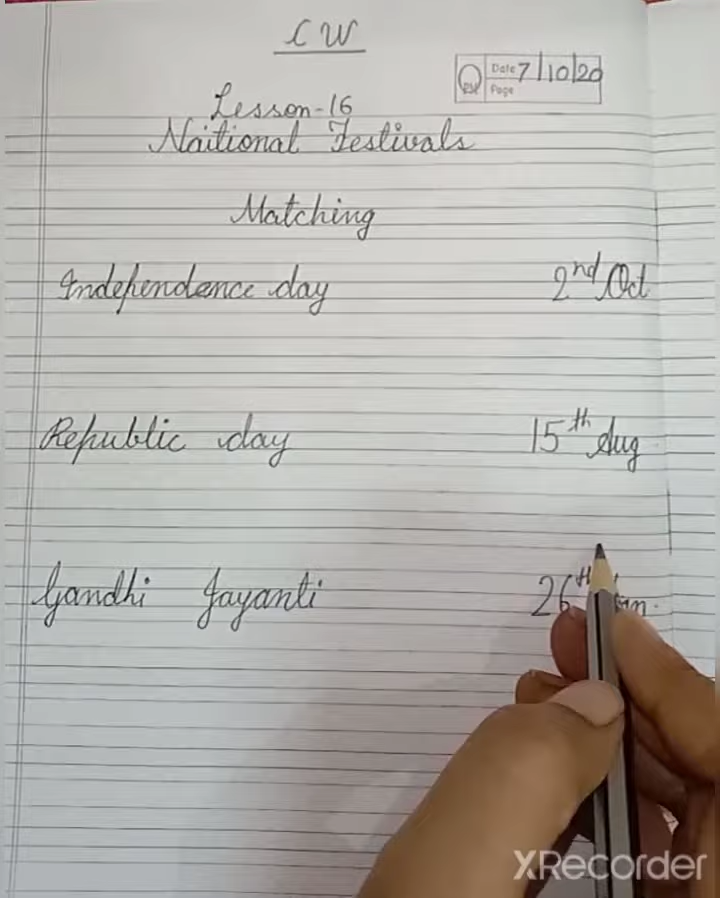 CW
Date 7/10/20
Page
Lesson-16
Naitional Festivals
Matching
Independence day 2nd Oct
Republic day 15th Aug
Gandhi Jayanti 26th
XRecorder